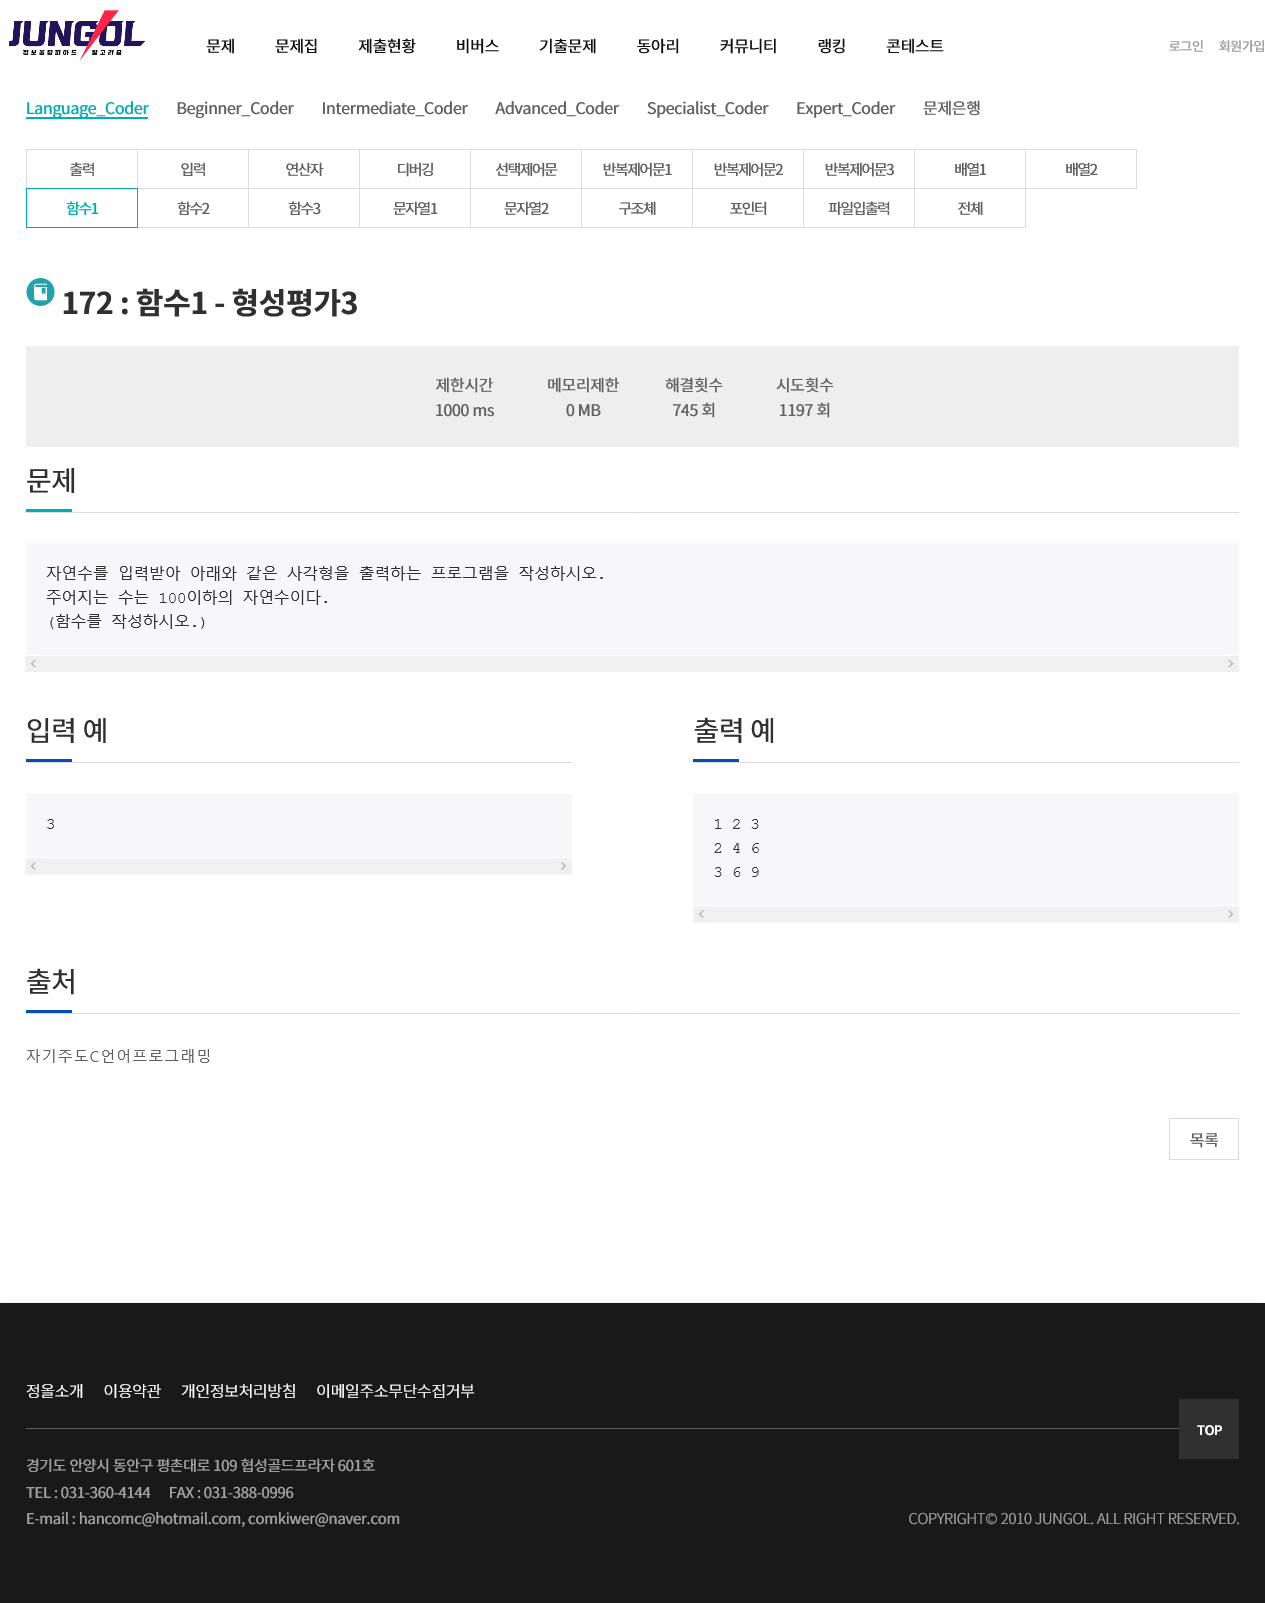 JUNGOL
정보올림피아드 알고리즘
문제 문제집 제출현황 비버스 기출문제 동아리 커뮤니티 랭킹 콘테스트 로그인 회원가입
Language_Coder Beginner_Coder Intermediate_Coder Advanced_Coder Specialist_Coder Expert_Coder 문제은행
출력 입력 연산자 디버깅 선택제어문 반복제어문1 반복제어문2 반복제어문3 배열1 배열2
함수1 함수2 함수3 문자열1 문자열2 구조체 포인터 파일입출력 전체
172 : 함수1 - 형성평가3
제한시간 메모리제한 해결횟수 시도횟수
1000 ms 0 MB 745 회 1197 회
문제
자연수를 입력받아 아래와 같은 사각형을 출력하는 프로그램을 작성하시오.
주어지는 수는 100이하의 자연수이다.
(함수를 작성하시오.)
입력 예
3
출력 예
1 2 3
2 4 6
3 6 9
출처
자기주도C언어프로그래밍
목록
정올소개 이용약관 개인정보처리방침 이메일주소무단수집거부
TOP
경기도 안양시 동안구 평촌대로 109 협성골드프라자 601호
TEL : 031-360-4144 FAX : 031-388-0996
E-mail : hancomc@hotmail.com, comkiwer@naver.com
COPYRIGHT© 2010 JUNGOL. ALL RIGHT RESERVED.